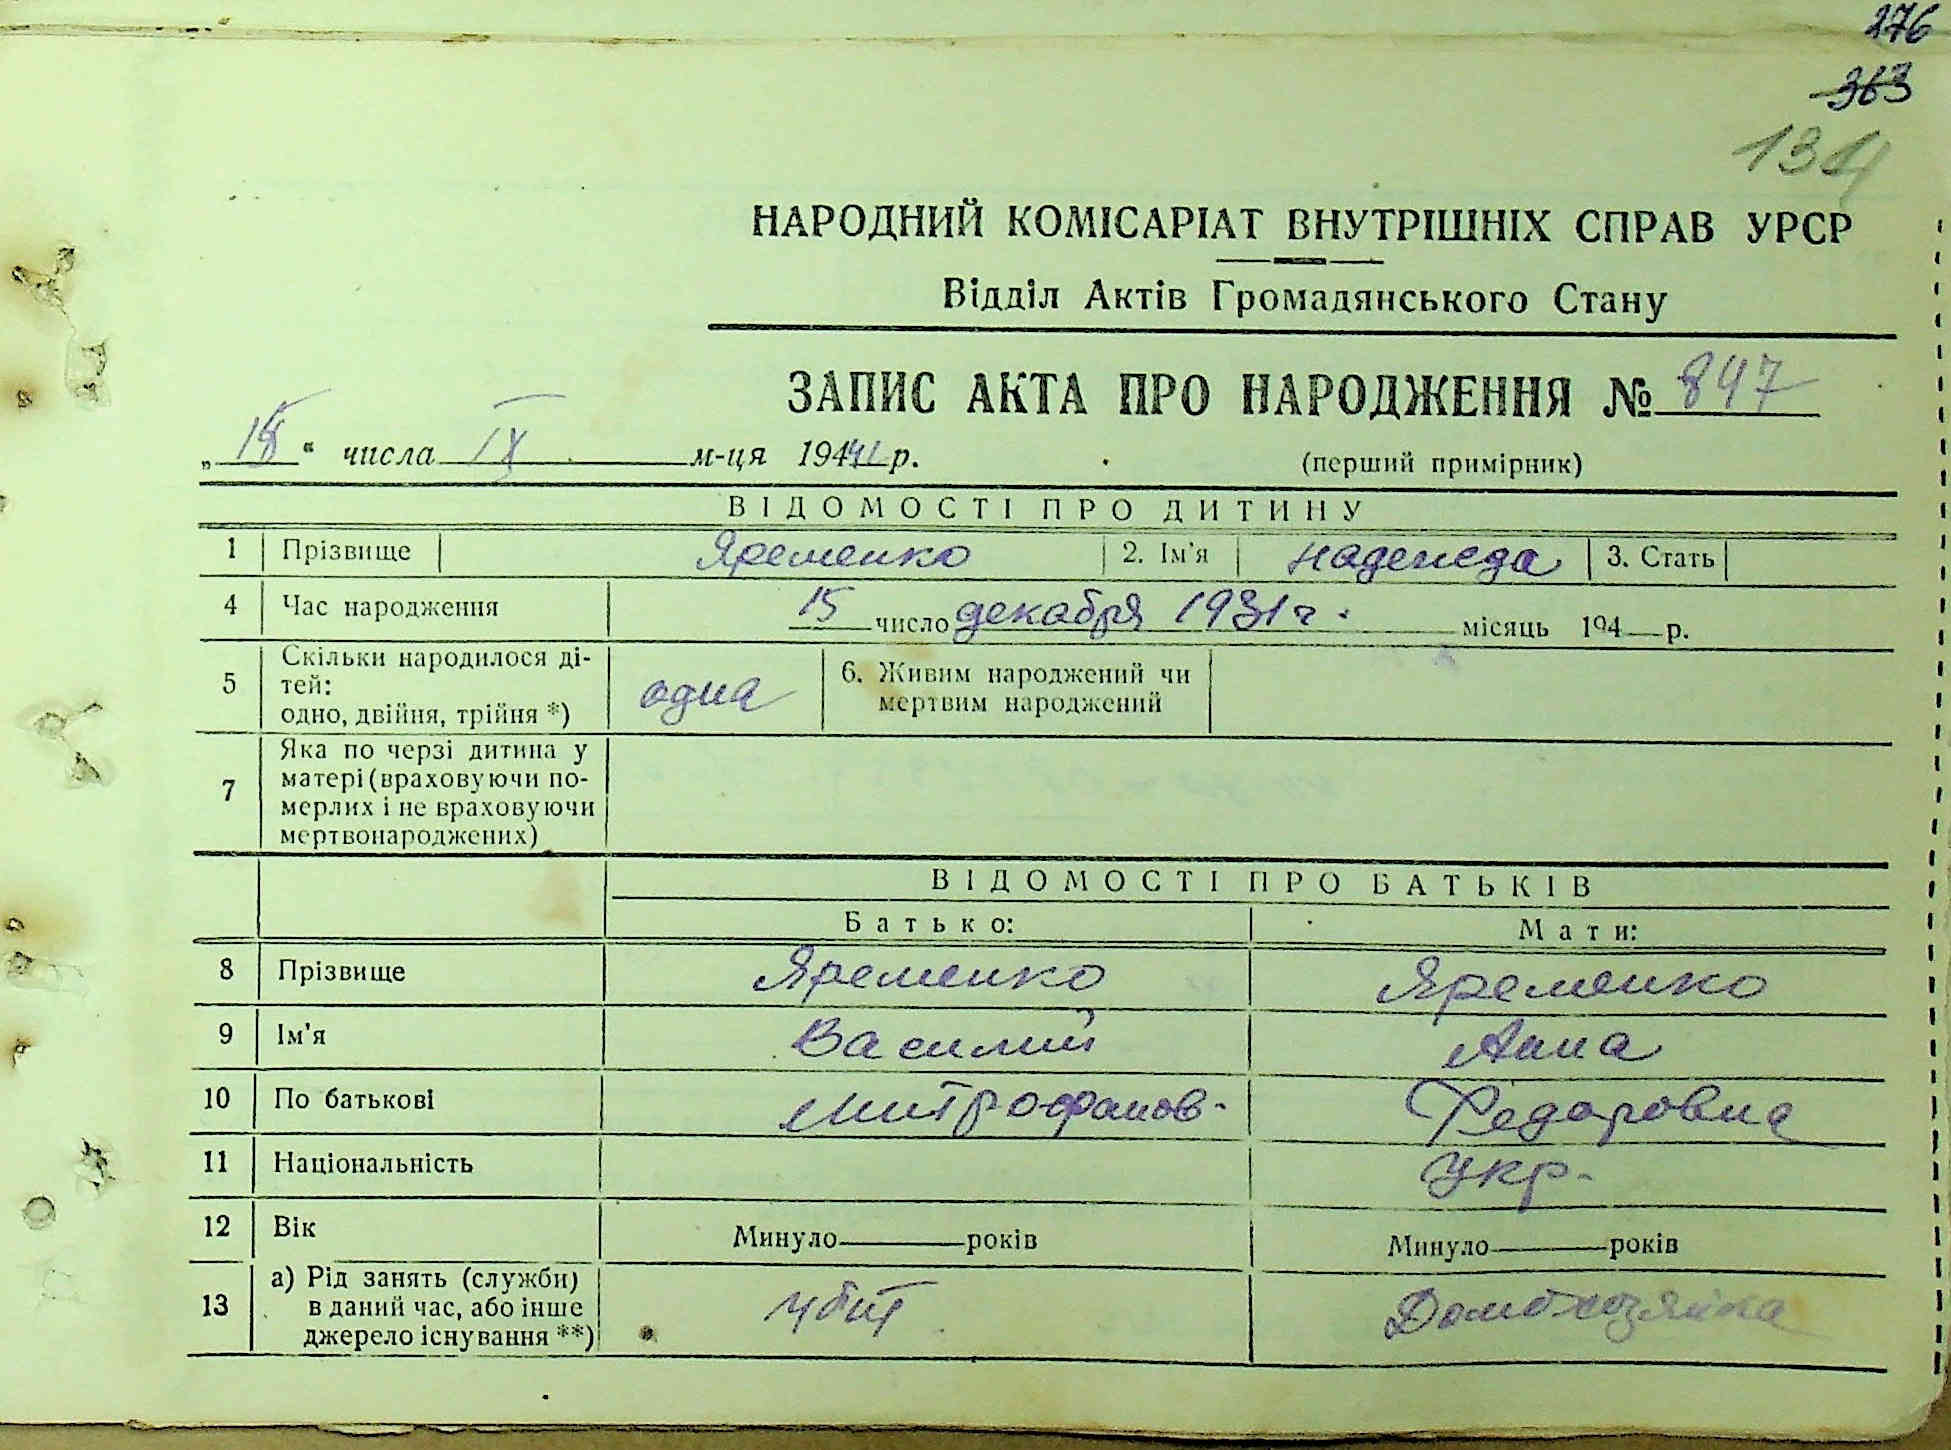 276
363
134
НАРОДНИЙ КОМІСАРІАТ ВНУТРІШНІХ СПРАВ УРСР
Відділ Актів Громадянського Стану
ЗАПИС АКТА ПРО НАРОДЖЕННЯ № 847
„ “ числа IX м-ця 1944 р.
(перший примірник)
ВІДОМОСТІ ПРО ДИТИНУ
1 Прізвище Яременко 2. Ім'я Надежда 3. Стать
4 Час народження 15 число декабря 1931 г. місяць 194 р.
5 Скільки народилося ді-
тей:
одно, двійня, трійня *) одна 6. Живим народжений чи
мертвим народжений
7 Яка по черзі дитина у
матері (враховуючи по-
мерлих і не враховуючи
мертвонароджених)
ВІДОМОСТІ ПРО БАТЬКІВ
Батько: Мати:
8 Прізвище Яременко Яременко
9 Ім'я Василий Анна
10 По батькові Митрофанов- Федоровна
11 Національність Укр-
12 Вік Минуло років Минуло років
13 а) Рід занять (служби)
в даний час, або інше
джерело існування **) убит Домохозяйка